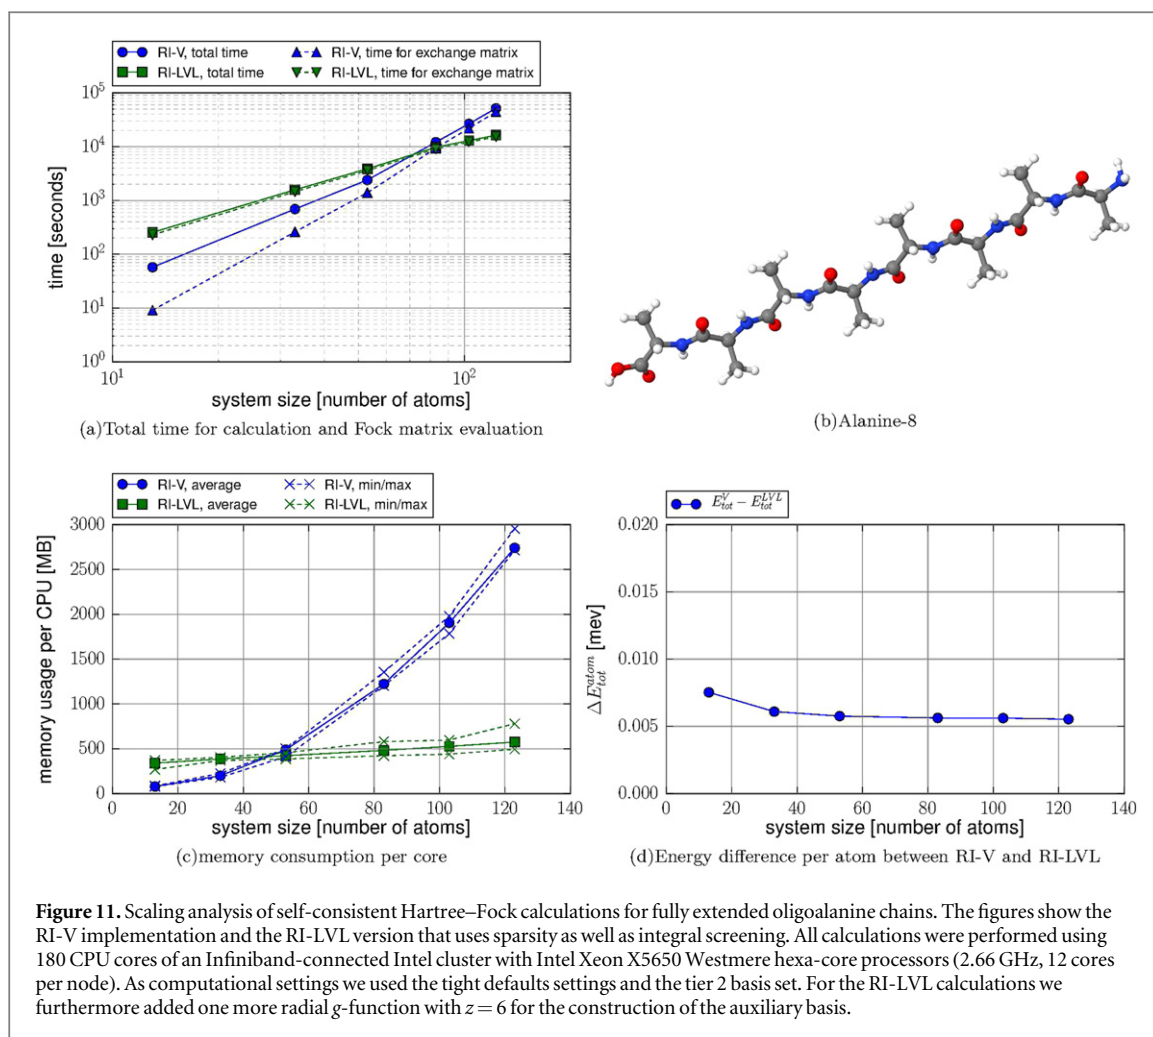 RI-V, total time
RI-LVL, total time
RI-V, time for exchange matrix
RI-LVL, time for exchange matrix
10^5
10^4
10^3
10^2
10^1
10^0
time [seconds]
10^1
10^2
system size [number of atoms]
(a)Total time for calculation and Fock matrix evaluation
(b)Alanine-8
RI-V, average
RI-LVL, average
RI-V, min/max
RI-LVL, min/max
3000
2500
2000
1500
1000
500
0
memory usage per CPU [MB]
0 20 40 60 80 100 120 140
system size [number of atoms]
(c)memory consumption per core
E_{tot}^{V} − E_{tot}^{LVL}
0.020
0.015
0.010
0.005
0.000
ΔE_{tot}^{atom} [mev]
0 20 40 60 80 100 120 140
system size [number of atoms]
(d)Energy difference per atom between RI-V and RI-LVL
Figure 11. Scaling analysis of self-consistent Hartree–Fock calculations for fully extended oligoalanine chains. The figures show the
RI-V implementation and the RI-LVL version that uses sparsity as well as integral screening. All calculations were performed using
180 CPU cores of an Infiniband-connected Intel cluster with Intel Xeon X5650 Westmere hexa-core processors (2.66 GHz, 12 cores
per node). As computational settings we used the tight defaults settings and the tier 2 basis set. For the RI-LVL calculations we
furthermore added one more radial g-function with z = 6 for the construction of the auxiliary basis.